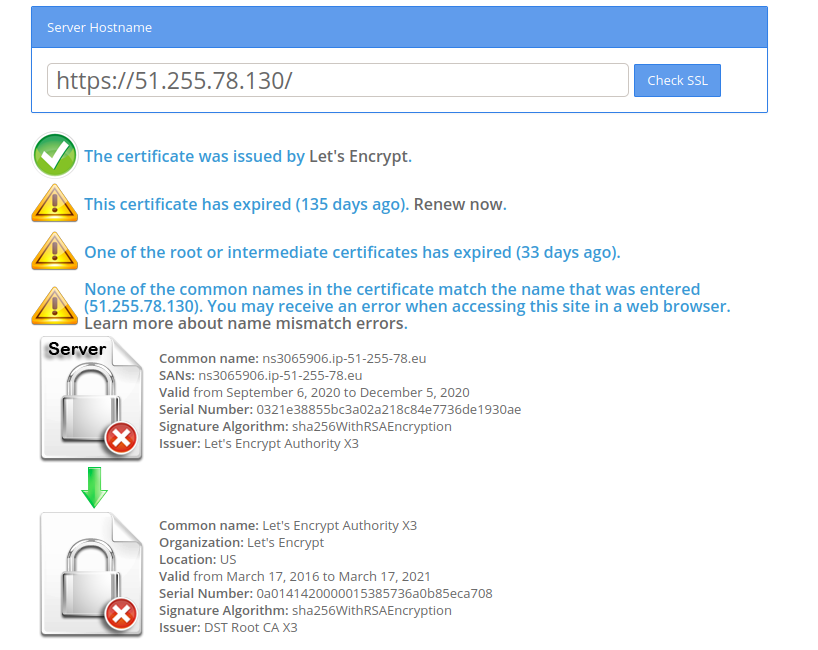 Server Hostname
https://51.255.78.130/ Check SSL
The certificate was issued by Let's Encrypt.
This certificate has expired (135 days ago). Renew now.
One of the root or intermediate certificates has expired (33 days ago).
None of the common names in the certificate match the name that was entered
(51.255.78.130). You may receive an error when accessing this site in a web browser.
Learn more about name mismatch errors.
Server
Common name: ns3065906.ip-51-255-78.eu
SANs: ns3065906.ip-51-255-78.eu
Valid from September 6, 2020 to December 5, 2020
Serial Number: 0321e38855bc3a02a218c84e7736de1930ae
Signature Algorithm: sha256WithRSAEncryption
Issuer: Let's Encrypt Authority X3
Common name: Let's Encrypt Authority X3
Organization: Let's Encrypt
Location: US
Valid from March 17, 2016 to March 17, 2021
Serial Number: 0a0141420000015385736a0b85eca708
Signature Algorithm: sha256WithRSAEncryption
Issuer: DST Root CA X3